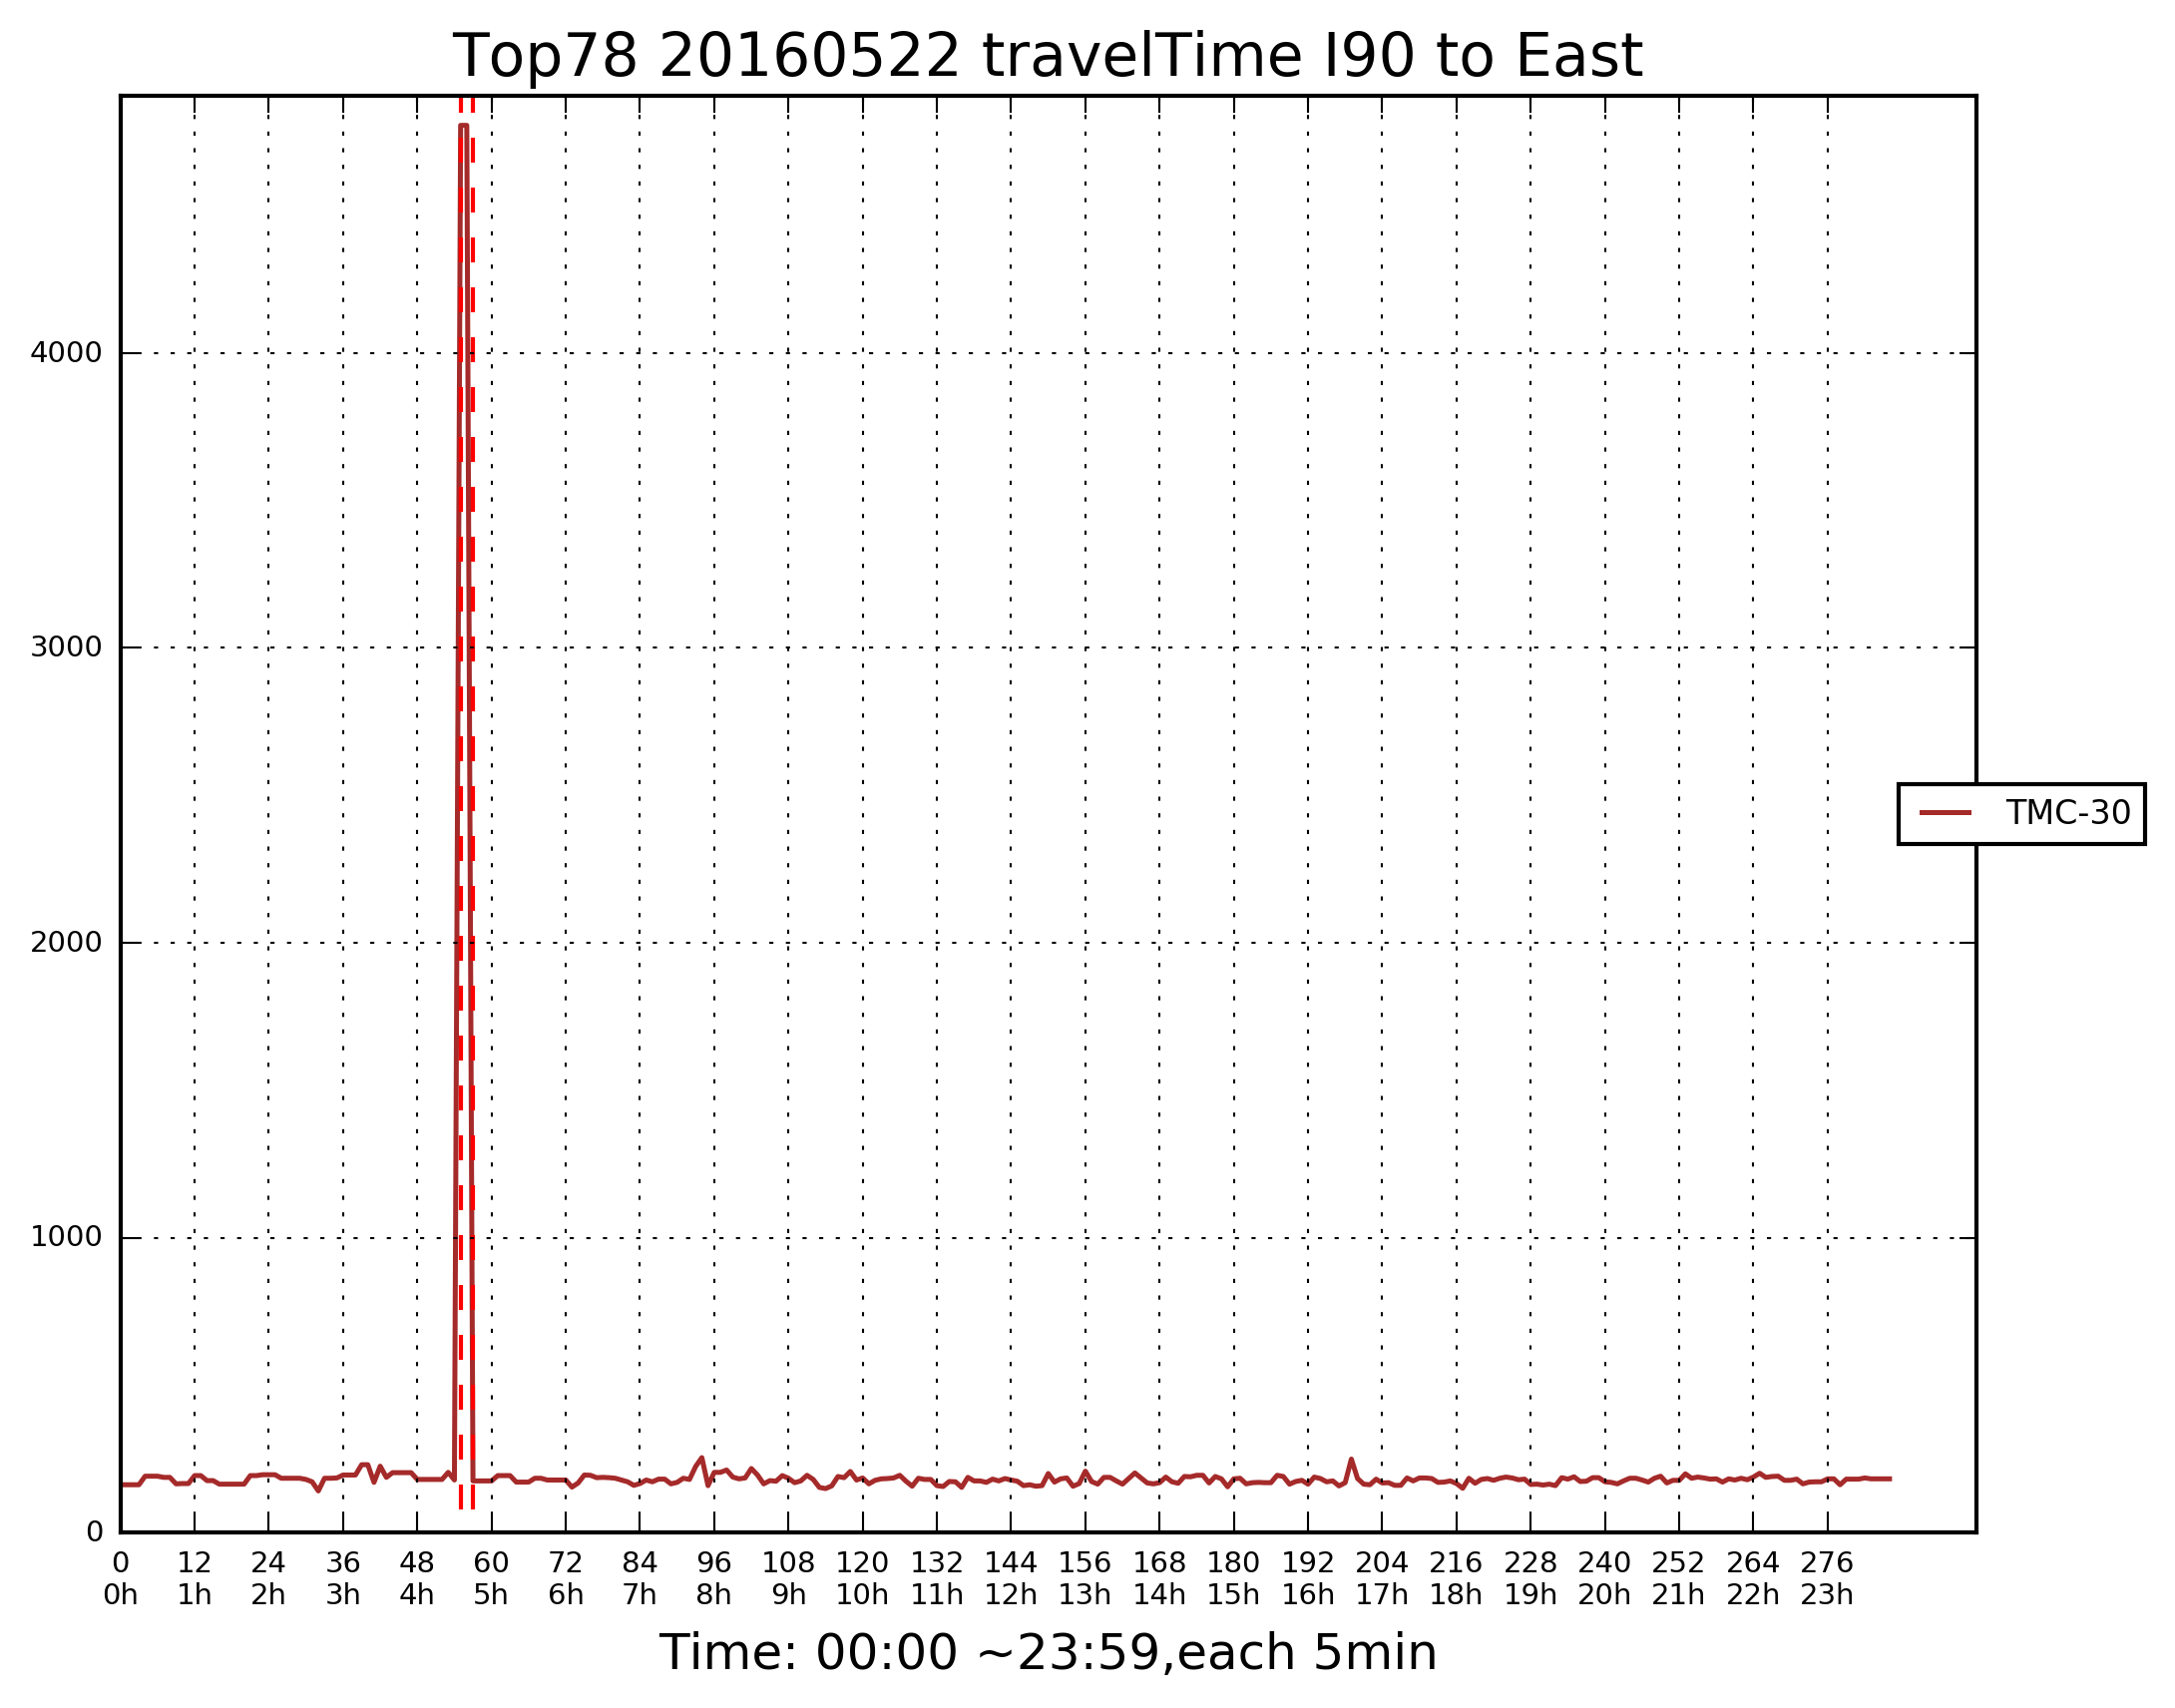 Top78 20160522 travelTime I90 to East
4000
3000
2000
1000
0
TMC-30
0 12 24 36 48 60 72 84 96 108 120 132 144 156 168 180 192 204 216 228 240 252 264 276
0h 1h 2h 3h 4h 5h 6h 7h 8h 9h 10h 11h 12h 13h 14h 15h 16h 17h 18h 19h 20h 21h 22h 23h
Time: 00:00 ~23:59,each 5min